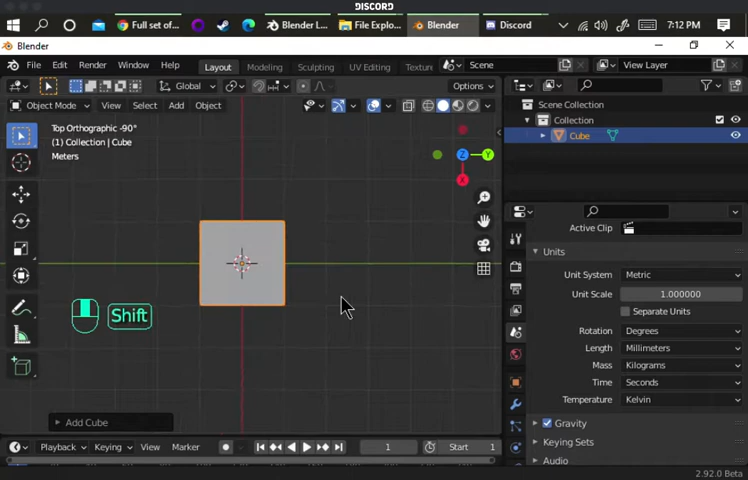 DISCORD
Full set of...
Blender L...
File Explo...
Blender
Discord
7:12 PM
Blender
File
Edit
Render
Window
Help
Layout
Modeling
Sculpting
UV Editing
Textur
Scene
View Layer
Global
Options
Object Mode
View
Select
Add
Object
Scene Collection
Collection
Cube
Top Orthographic -90°
(1) Collection | Cube
Meters
Z
Y
X
Active Clip
Units
Unit System
Metric
Unit Scale
1.000000
Separate Units
Rotation
Degrees
Length
Millimeters
Mass
Kilograms
Time
Seconds
Temperature
Kelvin
Gravity
Keying Sets
Audio
Shift
Add Cube
Playback
Keying
View
Marker
1
Start
1
2.92.0 Beta